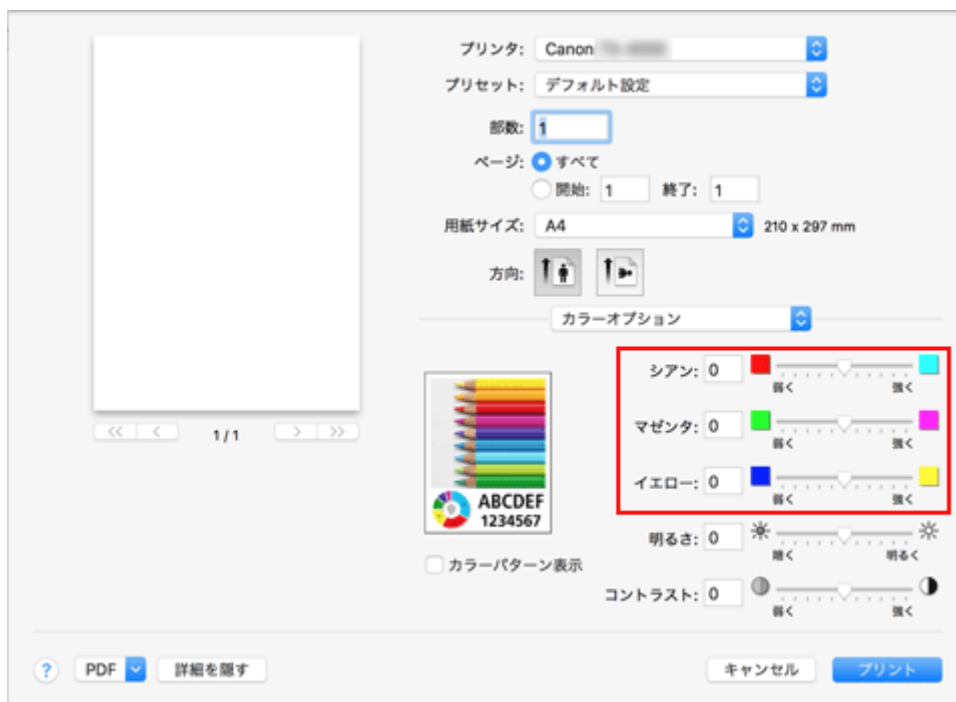 プリンタ: Canon
プリセット: デフォルト設定
部数: 1
ページ: すべて
開始: 1 終了: 1
用紙サイズ: A4 210 x 297 mm
方向:
カラーオプション
シアン: 0
弱く 強く
マゼンタ: 0
弱く 強く
イエロー: 0
弱く 強く
明るさ: 0
暗く 明るく
コントラスト: 0
弱く 強く
ABCDEF
1234567
カラーパターン表示
<< < 1 / 1 > >>
? PDF 詳細を隠す キャンセル プリント